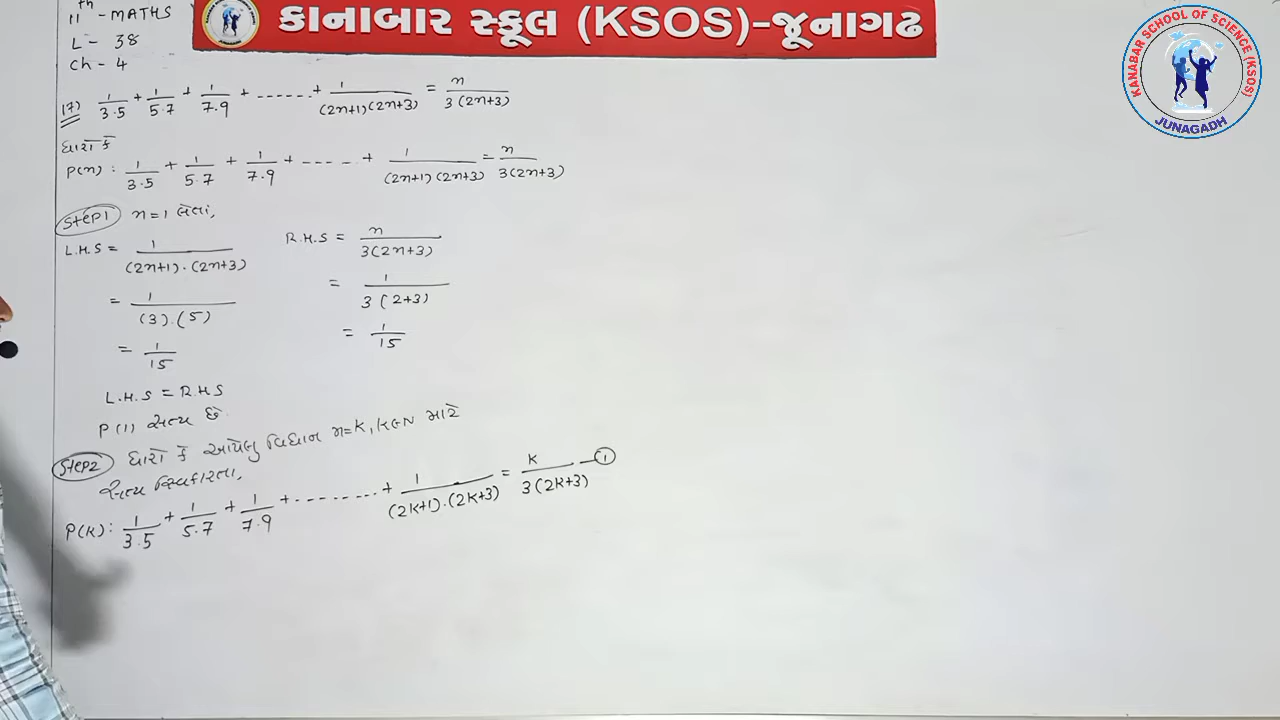 કાનાબાર સ્કૂલ (KSOS)-જૂનાગઢ
KANABAR SCHOOL OF SCIENCE (KSOS)
JUNAGADH
11th - MATHS
L - 38
Ch - 4
17) 1/3.5 + 1/5.7 + 1/7.9 + ...... + 1/(2n+1)(2n+3) = n/3(2n+3)
ધારો કે
P(n): 1/3.5 + 1/5.7 + 1/7.9 + ...... + 1/(2n+1)(2n+3) = n/3(2n+3)
Step1 n=1 લેતાં,
L.H.S = 1/(2n+1).(2n+3) R.H.S = n/3(2n+3)
= 1/(3).(5) = 1/3(2+3)
= 1/15 = 1/15
L.H.S = R.H.S
P(1) સત્ય છે.
Step2 ધારો કે આપેલુ વિધાન n=k, k∈N માટે
સત્ય સ્વિકારતા,
P(k): 1/3.5 + 1/5.7 + 1/7.9 + ........ + 1/(2k+1).(2k+3) = k/3(2k+3) — ①